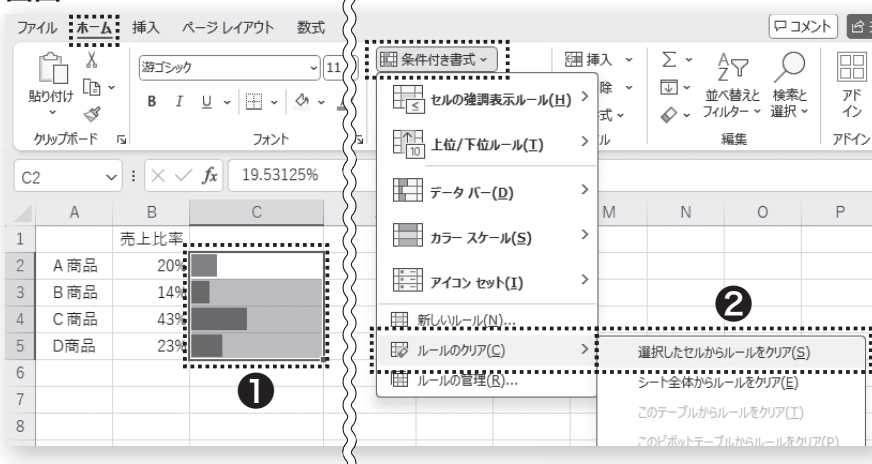 ファイル ホーム 挿入 ページ レイアウト 数式
コメント
貼り付け
クリップボード
游ゴシック 11
B I U
フォント
条件付き書式
挿入
並べ替えと
フィルター
検索と
選択
編集
アド
イン
アドイン
C2 fx 19.53125%
A B C M N O P
1 売上比率
2 A商品 20%
3 B商品 14%
4 C商品 43%
5 D商品 23%
6
7
8
❶
セルの強調表示ルール(H)
上位/下位ルール(T)
10
データ バー(D)
カラー スケール(S)
アイコン セット(I)
新しいルール(N)...
ルールのクリア(C)
ルールの管理(R)...
❷
選択したセルからルールをクリア(S)
シート全体からルールをクリア(E)
このテーブルからルールをクリア(T)
このピボットテーブルからルールをクリア(P)